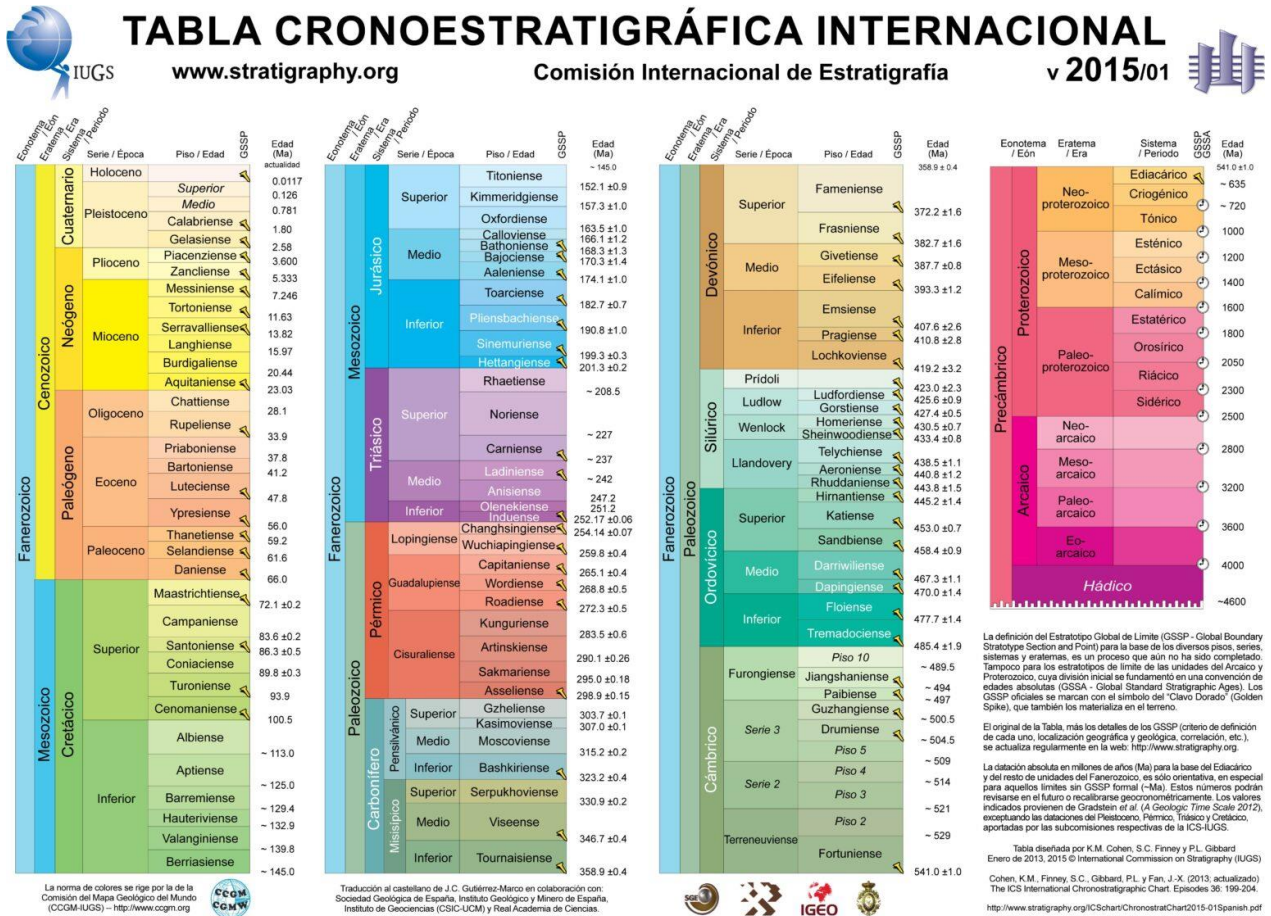 TABLA CRONOESTRATIGRÁFICA INTERNACIONAL
IUGS
www.stratigraphy.org
Comisión Internacional de Estratigrafía
v 2015/01
Eonotema / Eón
Eratema / Era
Sistema / Periodo
Serie / Época
Piso / Edad
GSSP
Edad (Ma)
Fanerozoico
Cenozoico
Cuaternario
Holoceno
actualidad
0.0117
Pleistoceno
Superior
0.126
Medio
0.781
Calabriense
1.80
Gelasiense
2.58
Neógeno
Plioceno
Piacenziense
3.600
Zancliense
5.333
Mioceno
Messiniense
7.246
Tortoniense
11.63
Serravalliense
13.82
Langhiense
15.97
Burdigaliense
20.44
Aquitaniense
23.03
Paleógeno
Oligoceno
Chattiense
28.1
Rupeliense
33.9
Eoceno
Priaboniense
37.8
Bartoniense
41.2
Luteciense
47.8
Ypresiense
56.0
Paleoceno
Thanetiense
59.2
Selandiense
61.6
Daniense
66.0
Mesozoico
Cretácico
Superior
Maastrichtiense
72.1 ±0.2
Campaniense
83.6 ±0.2
Santoniense
86.3 ±0.5
Coniaciense
89.8 ±0.3
Turoniense
93.9
Cenomaniense
100.5
Inferior
Albiense
~ 113.0
Aptiense
~ 125.0
Barremiense
~ 129.4
Hauteriviense
~ 132.9
Valanginiense
~ 139.8
Berriasiense
~ 145.0
La norma de colores se rige por la de la
Comisión del Mapa Geológico del Mundo
(CCGM-IUGS) – http://www.ccgm.org
CCGM
CGMW
Eonotema / Eón
Eratema / Era
Sistema / Periodo
Serie / Época
Piso / Edad
GSSP
Edad (Ma)
Fanerozoico
Mesozoico
Jurásico
~ 145.0
Superior
Titoniense
152.1 ±0.9
Kimmeridgiense
157.3 ±1.0
Oxfordiense
163.5 ±1.0
Medio
Calloviense
166.1 ±1.2
Bathoniense
168.3 ±1.3
Bajociense
170.3 ±1.4
Aaleniense
174.1 ±1.0
Inferior
Toarciense
182.7 ±0.7
Pliensbachiense
190.8 ±1.0
Sinemuriense
199.3 ±0.3
Hettangiense
201.3 ±0.2
Triásico
Superior
Rhaetiense
~ 208.5
Noriense
~ 227
Carniense
~ 237
Medio
Ladiniense
~ 242
Anisiense
247.2
Inferior
Olenekiense
251.2
Induense
252.17 ±0.06
Paleozoico
Pérmico
Lopingiense
Changhsingiense
254.14 ±0.07
Wuchiapingiense
259.8 ±0.4
Guadalupiense
Capitaniense
265.1 ±0.4
Wordiense
268.8 ±0.5
Roadiense
272.3 ±0.5
Cisuraliense
Kunguriense
283.5 ±0.6
Artinskiense
290.1 ±0.26
Sakmariense
295.0 ±0.18
Asseliense
298.9 ±0.15
Carbonífero
Pensilvánico
Superior
Gzheliense
303.7 ±0.1
Kasimoviense
307.0 ±0.1
Medio
Moscoviense
315.2 ±0.2
Inferior
Bashkiriense
323.2 ±0.4
Misisípico
Superior
Serpukhoviense
330.9 ±0.2
Medio
Viseense
346.7 ±0.4
Inferior
Tournaisiense
358.9 ±0.4
Traducción al castellano de J.C. Gutiérrez-Marco en colaboración con:
Sociedad Geológica de España, Instituto Geológico y Minero de España,
Instituto de Geociencias (CSIC-UCM) y Real Academia de Ciencias.
Eonotema / Eón
Eratema / Era
Sistema / Periodo
Serie / Época
Piso / Edad
GSSP
Edad (Ma)
Fanerozoico
Paleozoico
Devónico
358.9 ± 0.4
Superior
Fameniense
372.2 ±1.6
Frasniense
382.7 ±1.6
Medio
Givetiense
387.7 ±0.8
Eifeliense
393.3 ±1.2
Inferior
Emsiense
407.6 ±2.6
Pragiense
410.8 ±2.8
Lochkoviense
419.2 ±3.2
Silúrico
Prídoli
423.0 ±2.3
Ludlow
Ludfordiense
425.6 ±0.9
Gorstiense
427.4 ±0.5
Wenlock
Homeriense
430.5 ±0.7
Sheinwoodiense
433.4 ±0.8
Llandovery
Telychiense
438.5 ±1.1
Aeroniense
440.8 ±1.2
Rhuddaniense
443.8 ±1.5
Ordovícico
Superior
Hirnantiense
445.2 ±1.4
Katiense
453.0 ±0.7
Sandbiense
458.4 ±0.9
Medio
Darriwiliense
467.3 ±1.1
Dapingiense
470.0 ±1.4
Inferior
Floiense
477.7 ±1.4
Tremadociense
485.4 ±1.9
Cámbrico
Furongiense
Piso 10
~ 489.5
Jiangshaniense
~ 494
Paibiense
~ 497
Serie 3
Guzhangiense
~ 500.5
Drumiense
~ 504.5
Piso 5
~ 509
Serie 2
Piso 4
~ 514
Piso 3
~ 521
Terreneuviense
Piso 2
~ 529
Fortuniense
541.0 ±1.0
SGE
IGEO
Eonotema / Eón
Eratema / Era
Sistema / Periodo
GSSP
GSSA
Edad (Ma)
Precámbrico
Proterozoico
541.0 ±1.0
Neo-
proterozoico
Ediacárico
~ 635
Criogénico
~ 720
Tónico
1000
Meso-
proterozoico
Esténico
1200
Ectásico
1400
Calímico
1600
Paleo-
proterozoico
Estatérico
1800
Orosírico
2050
Riácico
2300
Sidérico
2500
Arcaico
Neo-
arcaico
2800
Meso-
arcaico
3200
Paleo-
arcaico
3600
Eo-
arcaico
4000
Hádico
~4600
La definición del Estratotipo Global de Límite (GSSP - Global Boundary
Stratotype Section and Point) para la base de los diversos pisos, series,
sistemas y eratemas, es un proceso que aún no ha sido completado.
Tampoco para los estratotipos de límite de las unidades del Arcaico y
Proterozoico, cuya división inicial se fundamentó en una convención de
edades absolutas (GSSA - Global Standard Stratigraphic Ages). Los
GSSP oficiales se marcan con el símbolo del "Clavo Dorado" (Golden
Spike), que también los materializa en el terreno.
El original de la Tabla, más los detalles de los GSSP (criterio de definición
de cada uno, localización geográfica y geológica, correlación, etc.),
se actualiza regularmente en la web: http://www.stratigraphy.org.
La datación absoluta en millones de años (Ma) para la base del Ediacárico
y del resto de unidades del Fanerozoico, es sólo orientativa, en especial
para aquellos límites sin GSSP formal (~Ma). Estos números podrán
revisarse en el futuro o recalibrarse geocronométricamente. Los valores
indicados provienen de Gradstein et al. (A Geologic Time Scale 2012),
exceptuando las dataciones del Pleistoceno, Pérmico, Triásico y Cretácico,
aportadas por las subcomisiones respectivas de la ICS-IUGS.
Tabla diseñada por K.M. Cohen, S.C. Finney y P.L. Gibbard
Enero de 2013, 2015 © International Commission on Stratigraphy (IUGS)
Cohen, K.M., Finney, S.C., Gibbard, P.L. y Fan, J.-X. (2013; actualizado)
The ICS International Chronostratigraphic Chart. Episodes 36: 199-204.
http://www.stratigraphy.org/ICSchart/ChronostratChart2015-01Spanish.pdf